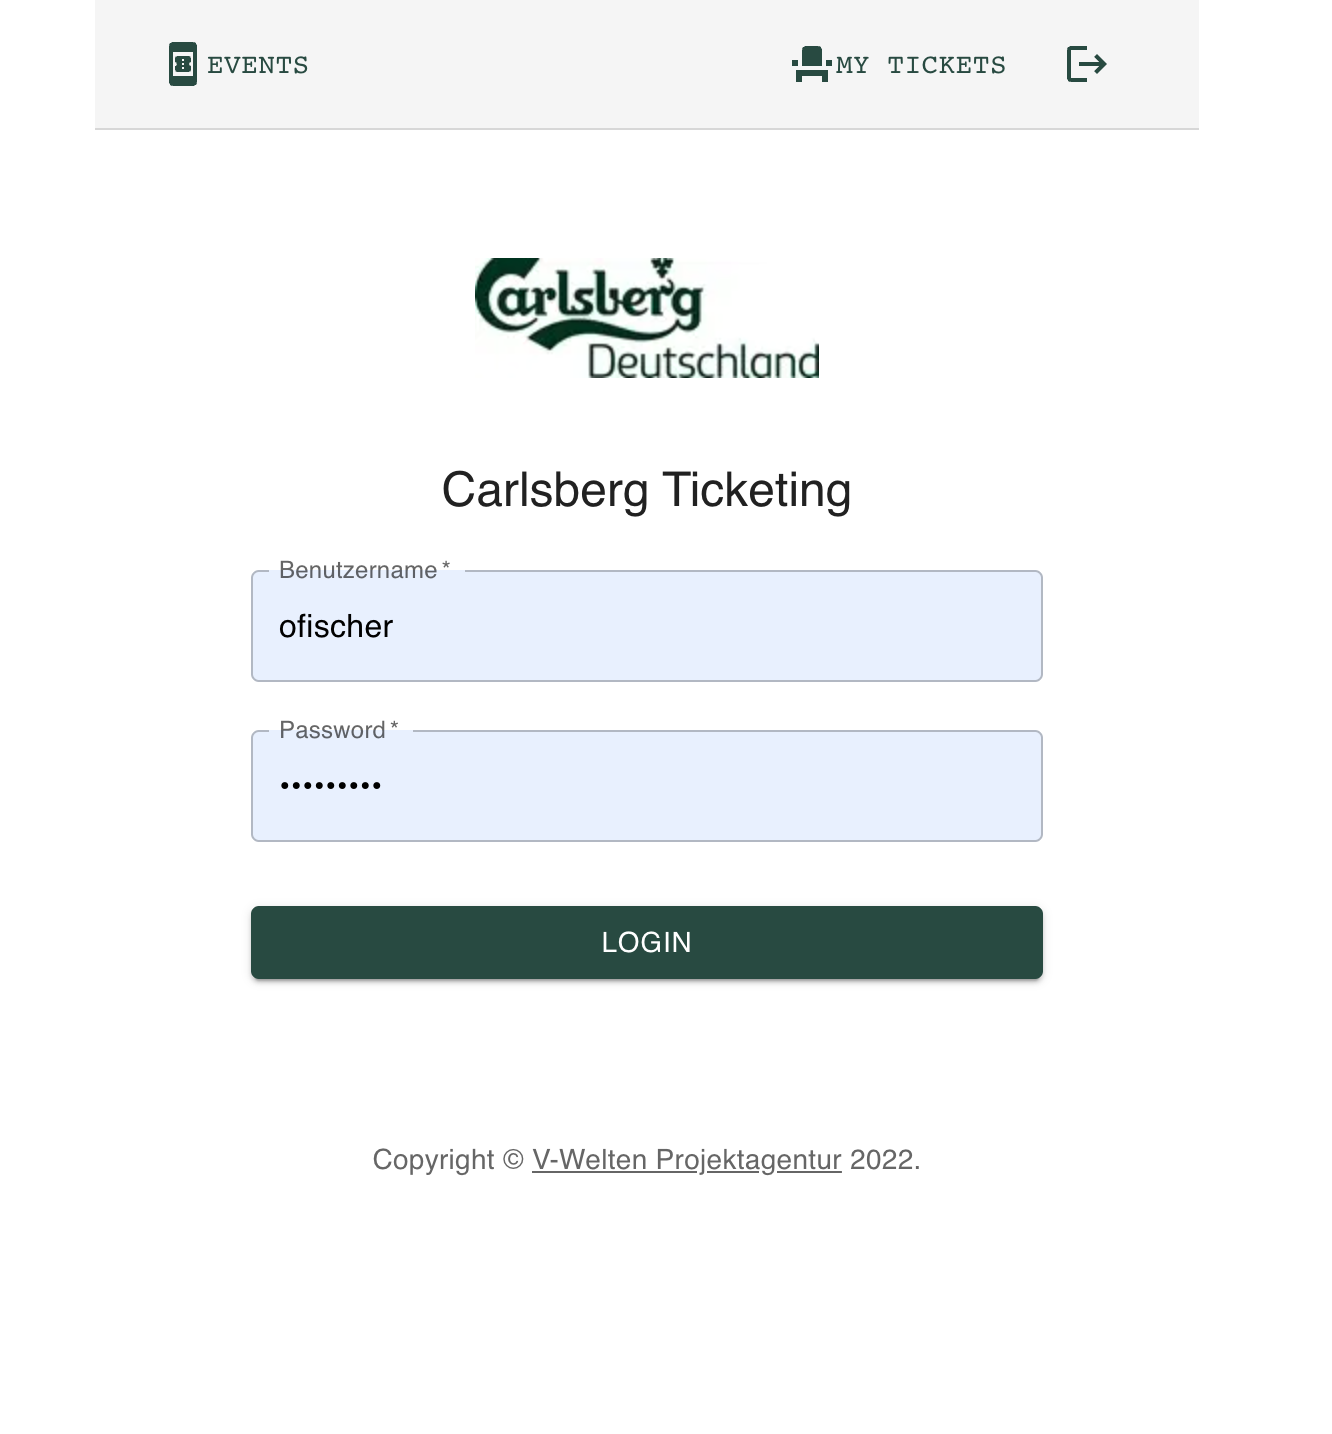 EVENTS
MY TICKETS
Carlsberg
Deutschland
Carlsberg Ticketing
Benutzername *
ofischer
Password *
•••••••••
LOGIN
Copyright © V-Welten Projektagentur 2022.